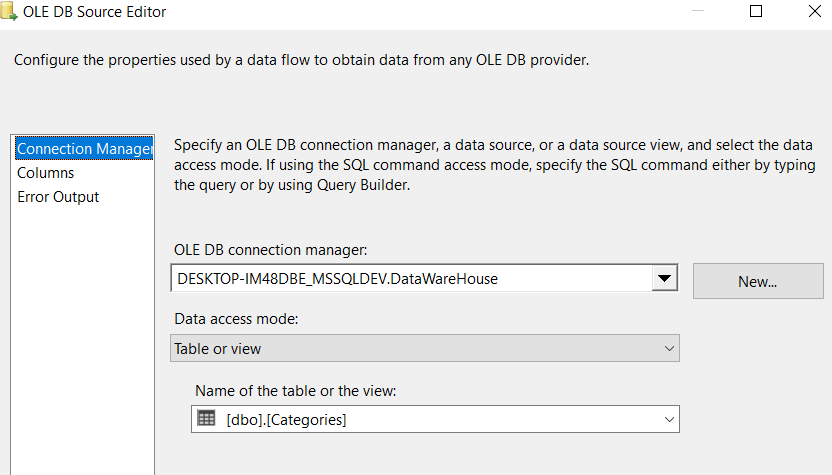 OLE DB Source Editor
Configure the properties used by a data flow to obtain data from any OLE DB provider.
Connection Manager
Columns
Error Output
Specify an OLE DB connection manager, a data source, or a data source view, and select the data
access mode. If using the SQL command access mode, specify the SQL command either by typing
the query or by using Query Builder.
OLE DB connection manager:
DESKTOP-IM48DBE_MSSQLDEV.DataWareHouse
New...
Data access mode:
Table or view
Name of the table or the view:
[dbo].[Categories]